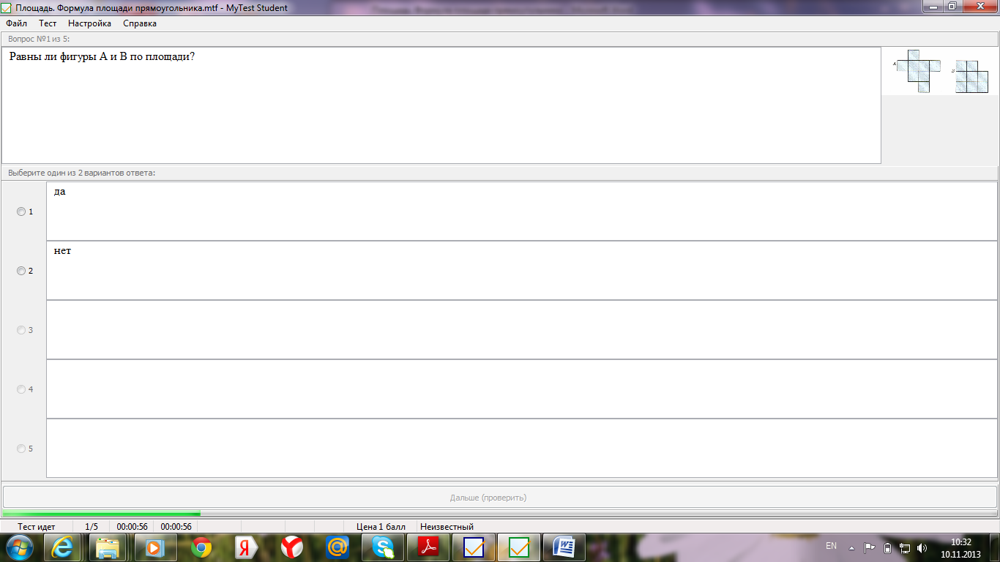 Площадь. Формула площади прямоугольника.mtf - MyTest Student
Файл Тест Настройка Справка
Вопрос №1 из 5:
Равны ли фигуры А и В по площади?
A
B
Выберите один из 2 вариантов ответа:
1 да
2 нет
3
4
5
Дальше (проверить)
Тест идет 1/5 00:00:56 00:00:56 Цена 1 балл Неизвестный
EN
10:32
10.11.2013